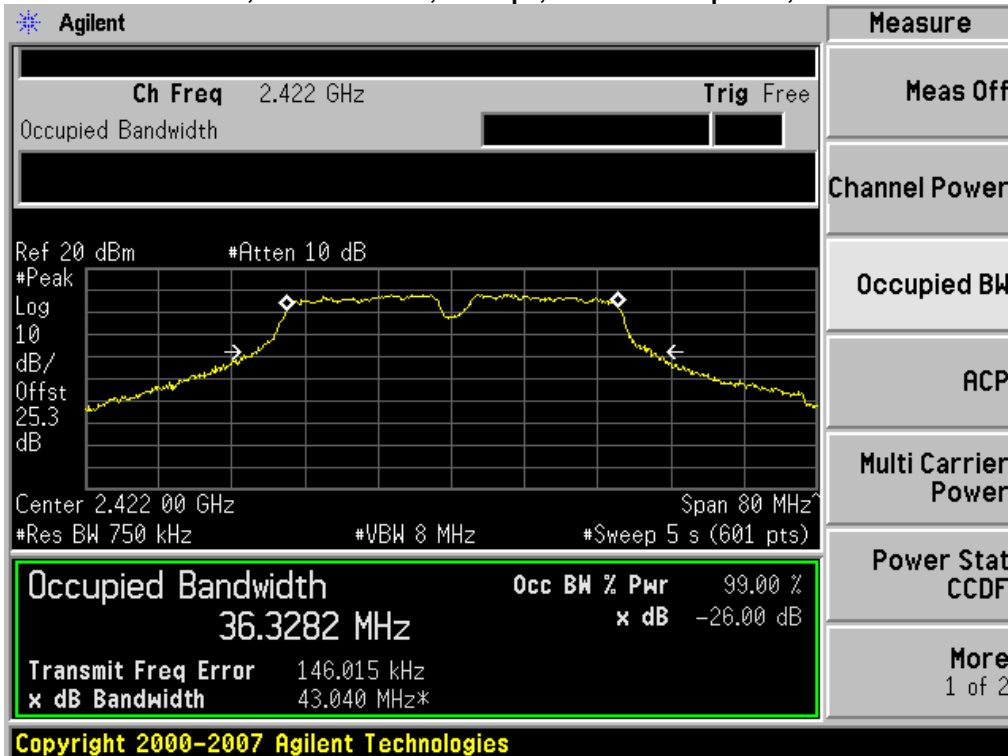 Agilent
Measure
Ch Freq 2.422 GHz Trig Free
Occupied Bandwidth
Meas Off
Channel Power
Occupied BW
ACP
Multi Carrier
Power
Power Stat
CCDF
More
1 of 2
Ref 20 dBm #Atten 10 dB
#Peak
Log
10
dB/
Offst
25.3
dB
Center 2.422 00 GHz Span 80 MHz^
#Res BW 750 kHz #VBW 8 MHz #Sweep 5 s (601 pts)
Occupied Bandwidth Occ BW % Pwr 99.00 %
36.3282 MHz x dB -26.00 dB
Transmit Freq Error 146.015 kHz
x dB Bandwidth 43.040 MHz*
Copyright 2000-2007 Agilent Technologies